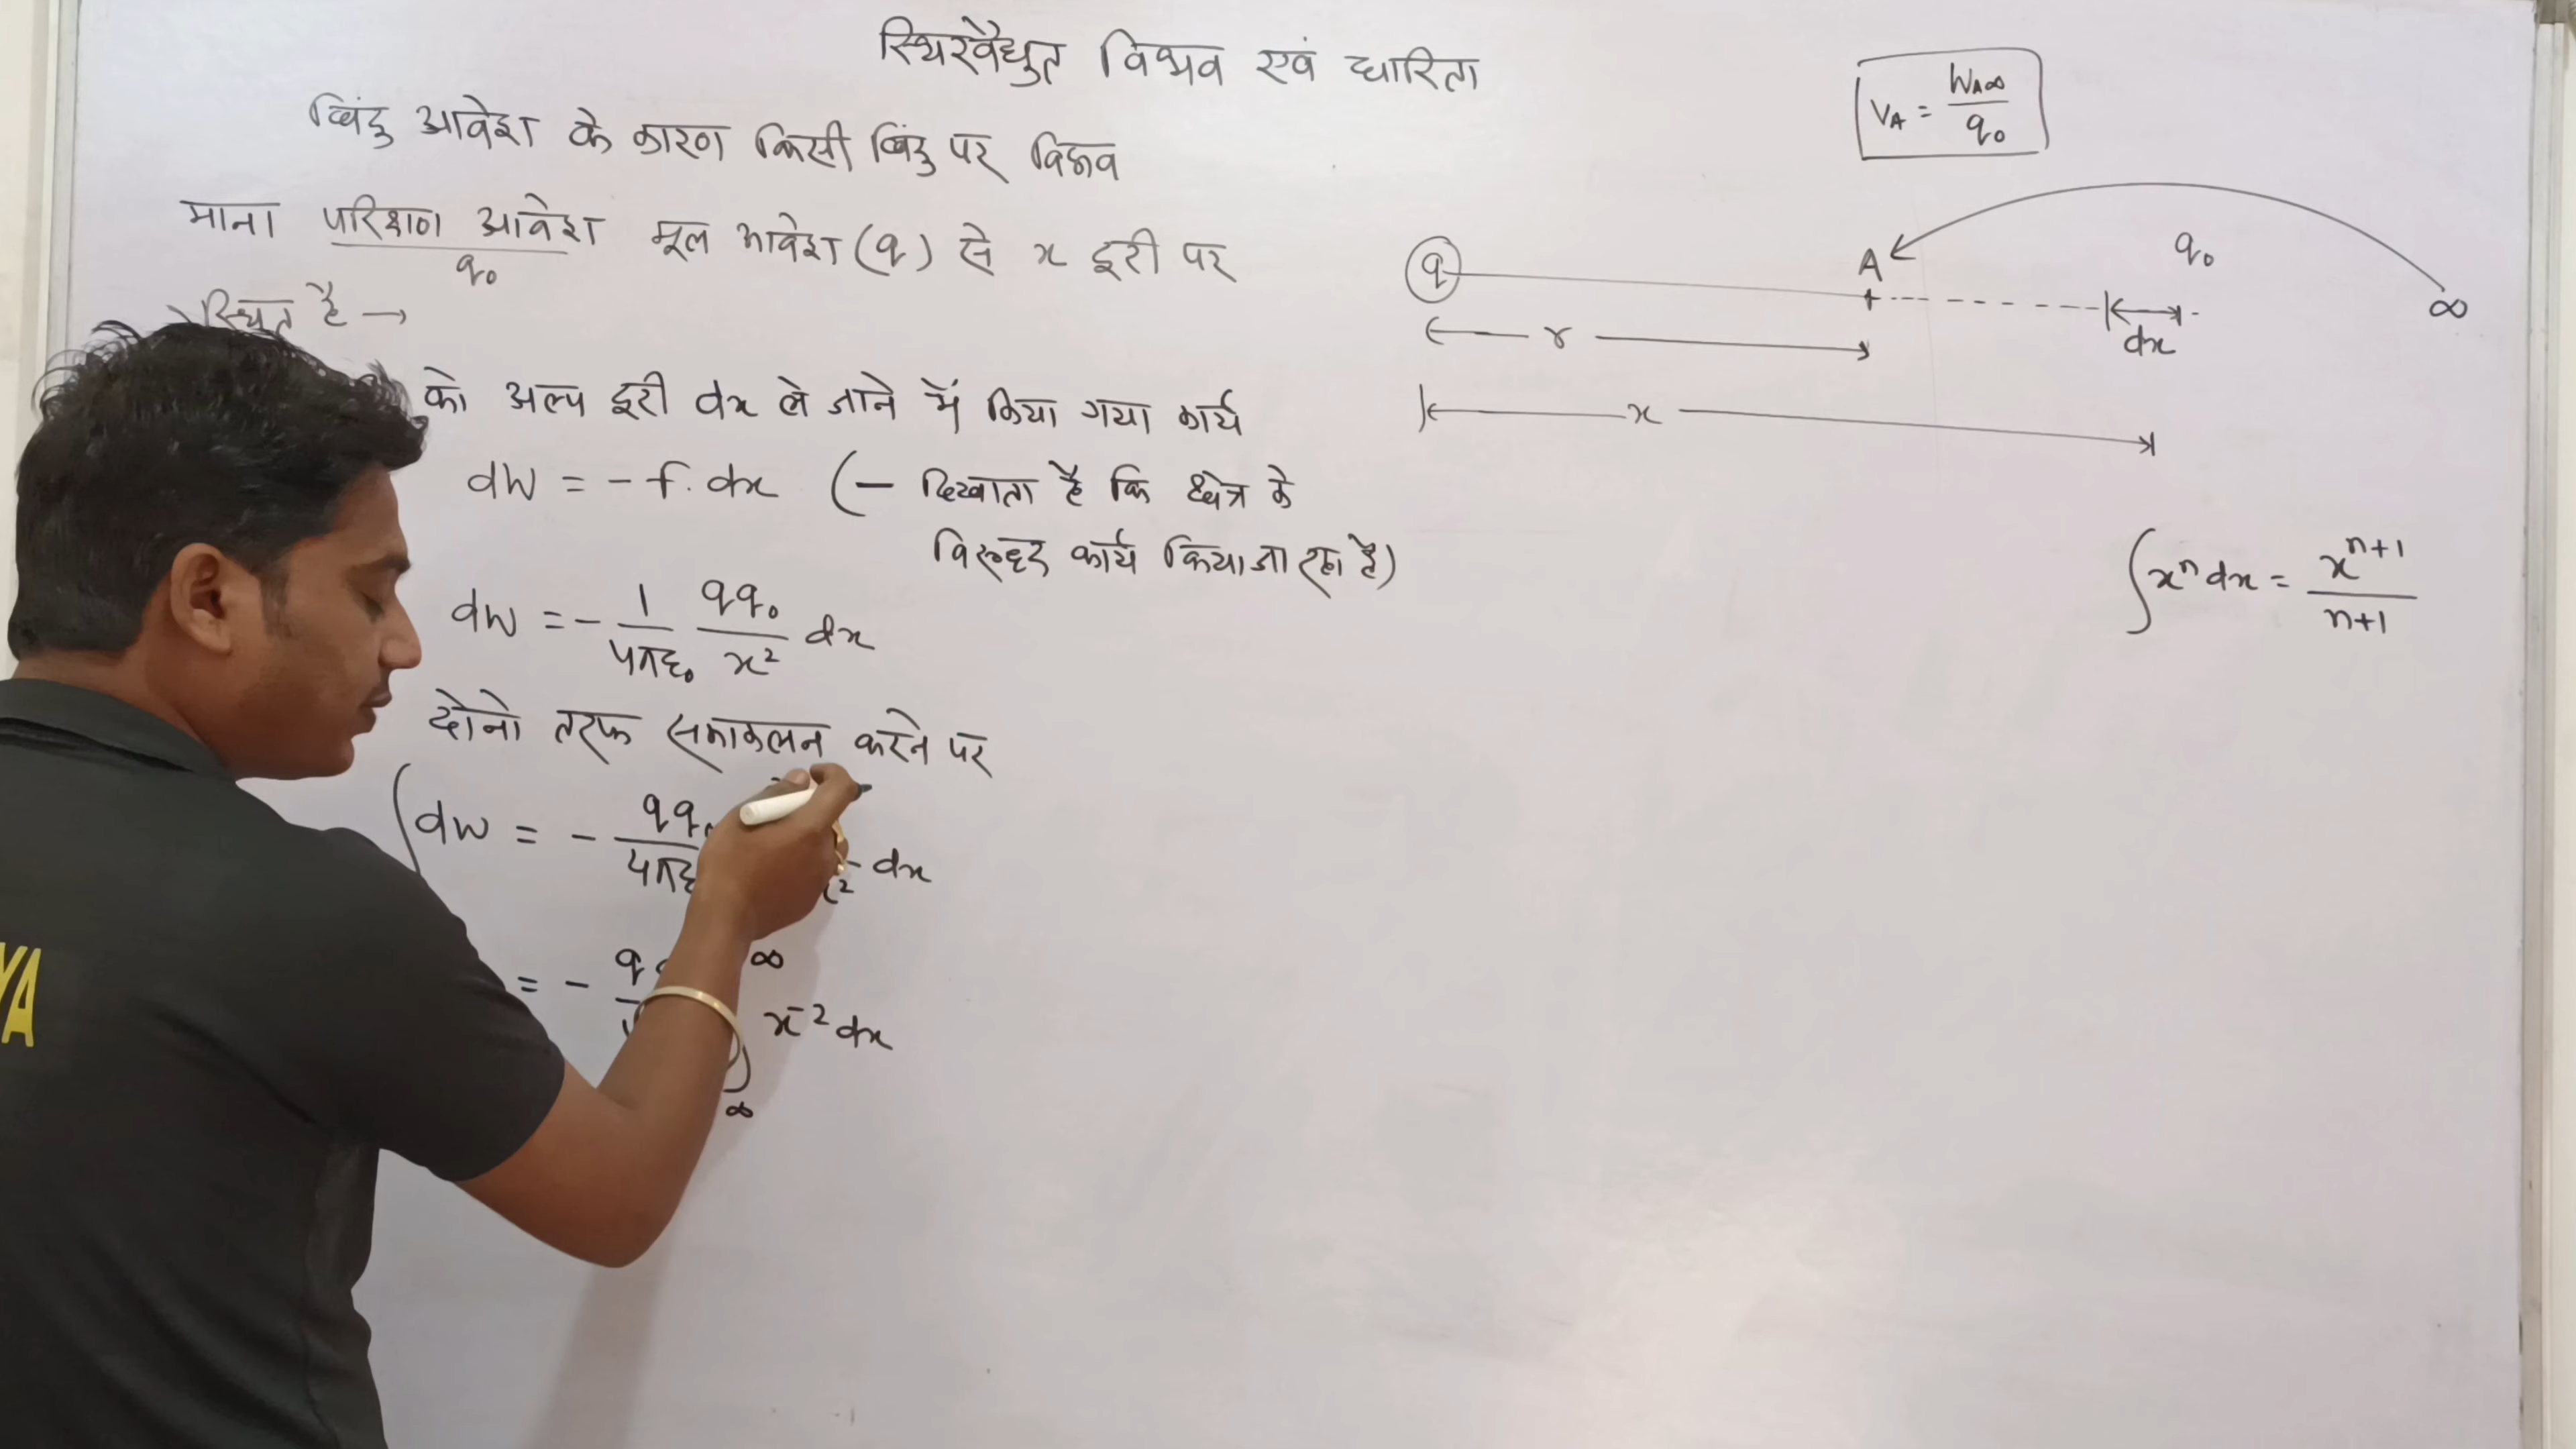 स्थिरवैद्युत विभव एवं धारिता
बिंदु आवेश के कारण किसी बिंदु पर विभव
माना परिक्षण आवेश मूल आवेश (q) से x दूरी पर
q₀
स्थित है →
को अल्प दूरी dx ले जाने में किया गया कार्य
dW = - f. dx (- दिखाता है कि क्षेत्र के
विरूद्ध कार्य किया जा रहा है)
dW = - 1/4πε₀ qq₀/x² dx
दोनो तरफ समाकलन करने पर
∫dW = - qq₀/4πε x² dx
= - q ∞ x⁻² dx
∞
V_A = W_A∞/q₀
q A q₀ ∞
r dx
x
∫xⁿ dx = xⁿ⁺¹/n+1
YA